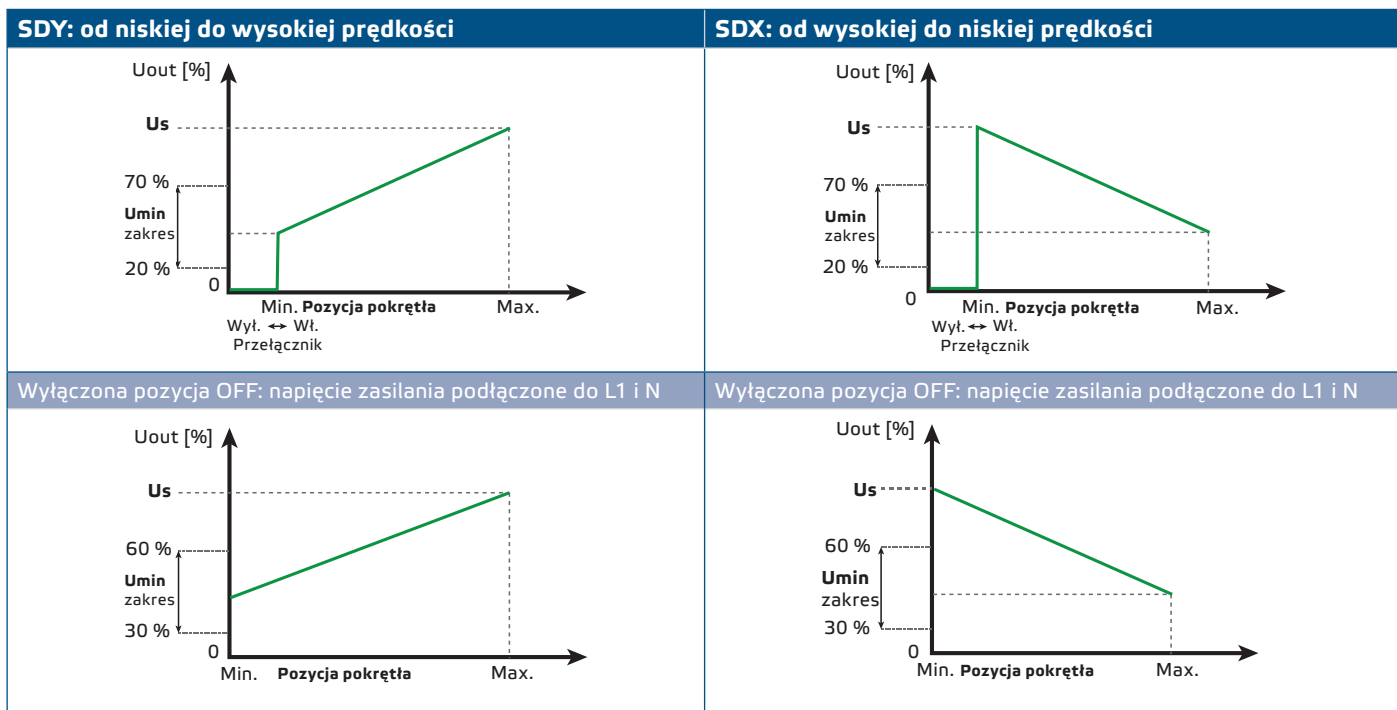 SDY: od niskiej do wysokiej prędkości
SDX: od wysokiej do niskiej prędkości
Uout [%]
Us
70 %
Umin
zakres
20 %
0
Min. Pozycja pokrętła Max.
Wył. ↔ Wł.
Przełącznik
Uout [%]
Us
70 %
Umin
zakres
20 %
0
Min. Pozycja pokrętła Max.
Wył. ↔ Wł.
Przełącznik
Wyłączona pozycja OFF: napięcie zasilania podłączone do L1 i N
Wyłączona pozycja OFF: napięcie zasilania podłączone do L1 i N
Uout [%]
Us
60 %
Umin
zakres
30 %
0
Min. Pozycja pokrętła Max.
Uout [%]
Us
60 %
Umin
zakres
30 %
0
Min. Pozycja pokrętła Max.